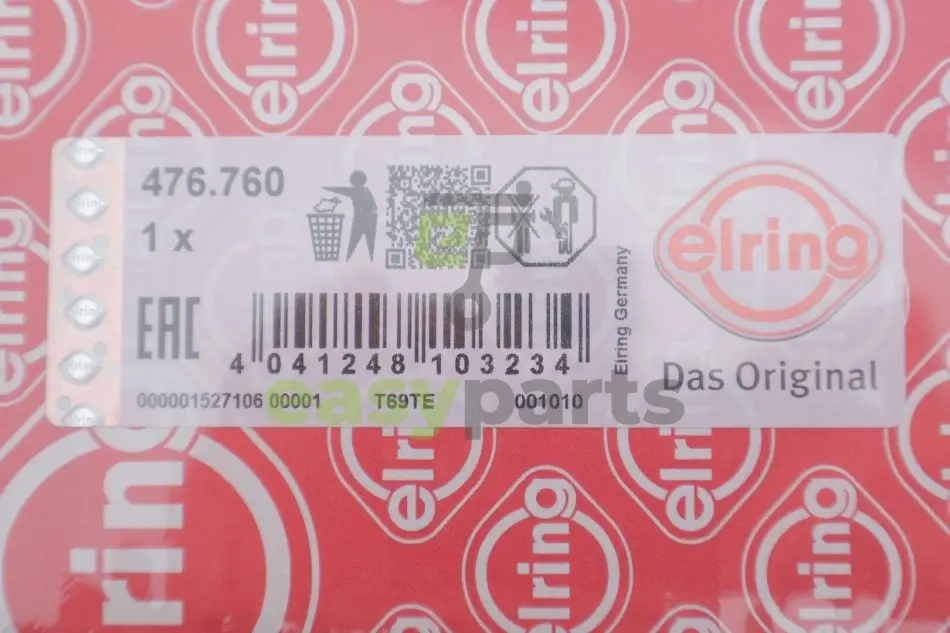 476.760
1 x
EAC
4 041248 103234
000001527106 00001 T69TE 001010
Elring Germany
elring
Das Original
easyparts